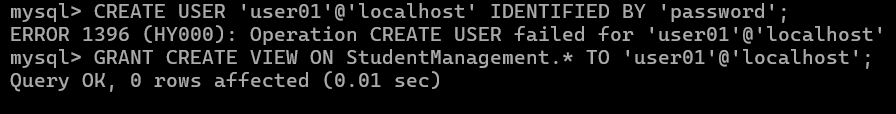 mysql> CREATE USER 'user01'@'localhost' IDENTIFIED BY 'password';
ERROR 1396 (HY000): Operation CREATE USER failed for 'user01'@'localhost'
mysql> GRANT CREATE VIEW ON StudentManagement.* TO 'user01'@'localhost';
Query OK, 0 rows affected (0.01 sec)